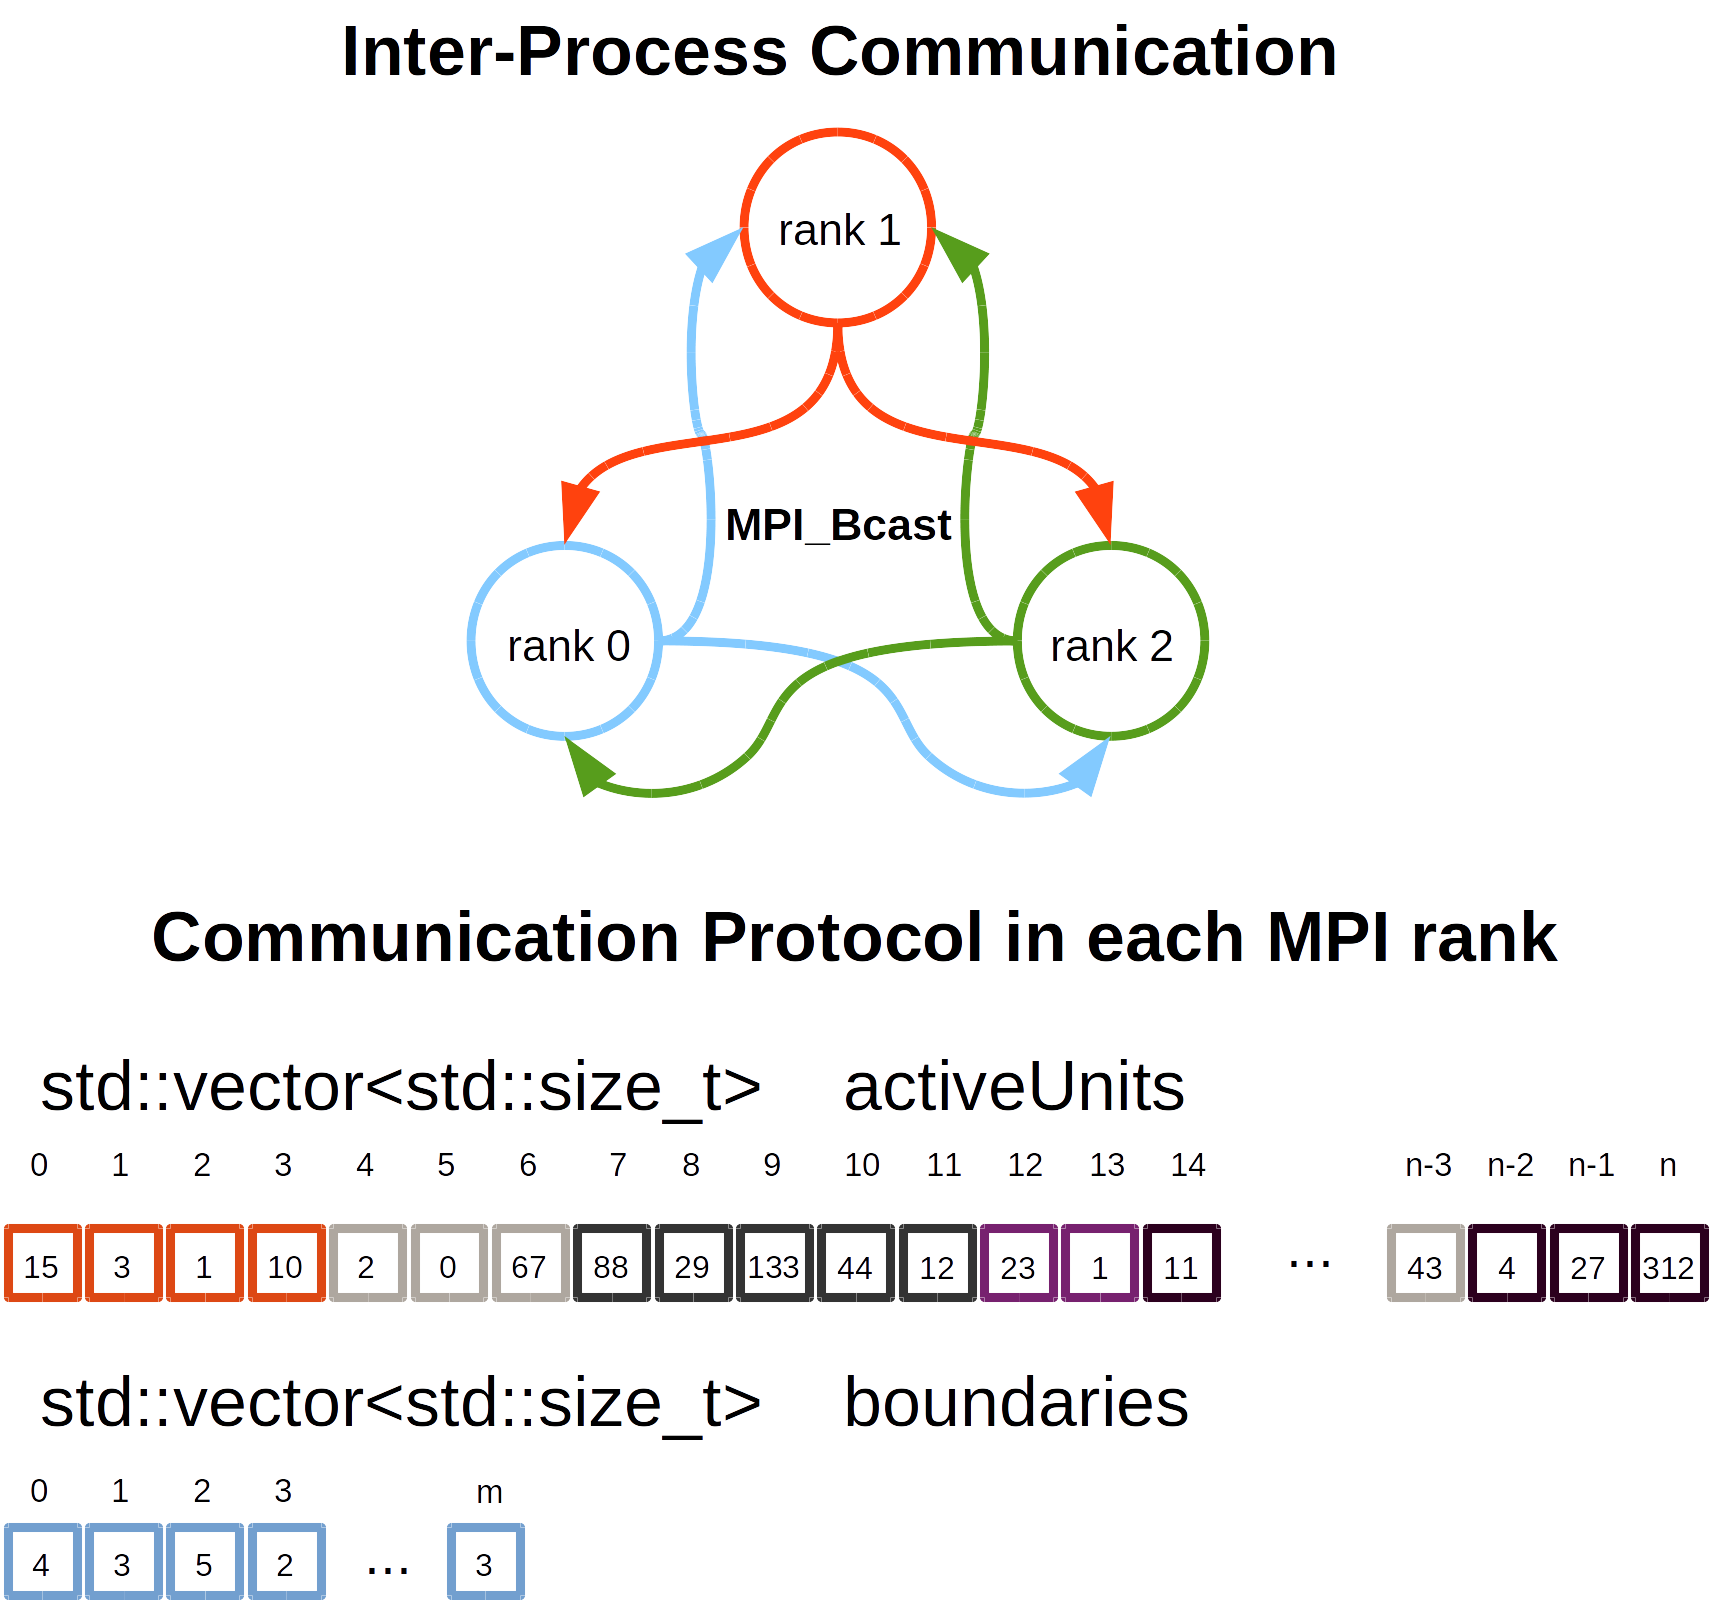 Inter-Process Communication
rank 1
MPI_Bcast
rank 0
rank 2
Communication Protocol in each MPI rank
std::vector<std::size_t> activeUnits
0 1 2 3 4 5 6 7 8 9 10 11 12 13 14 n-3 n-2 n-1 n
15 3 1 10 2 0 67 88 29 133 44 12 23 1 11 ... 43 4 27 312
std::vector<std::size_t> boundaries
0 1 2 3 m
4 3 5 2 ... 3